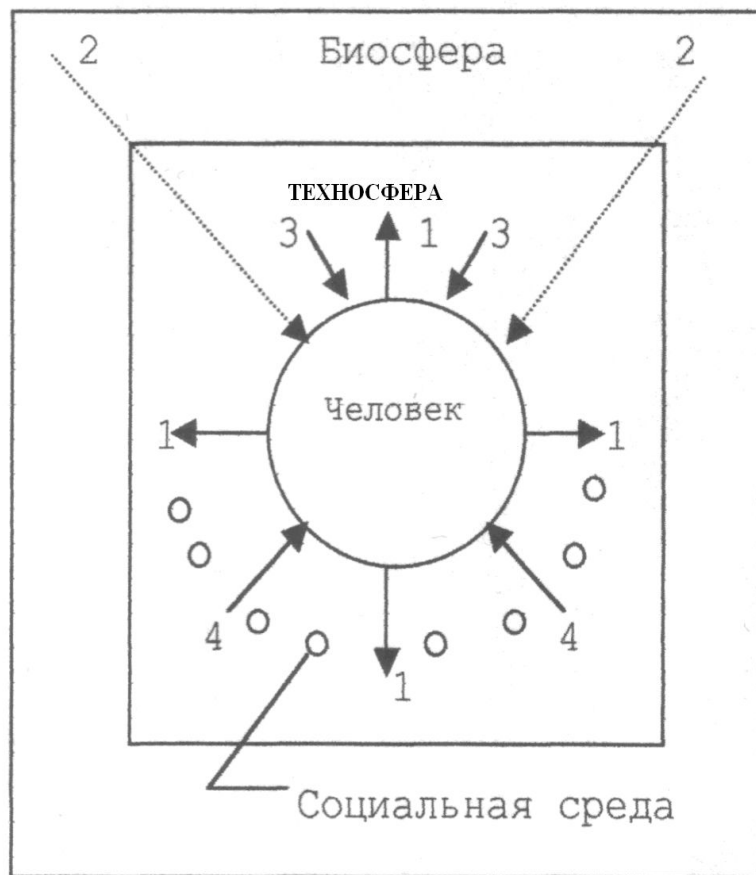 2 Биосфера 2
ТЕХНОСФЕРА
3 1 3
Человек
1 1
4 4
1
Социальная среда